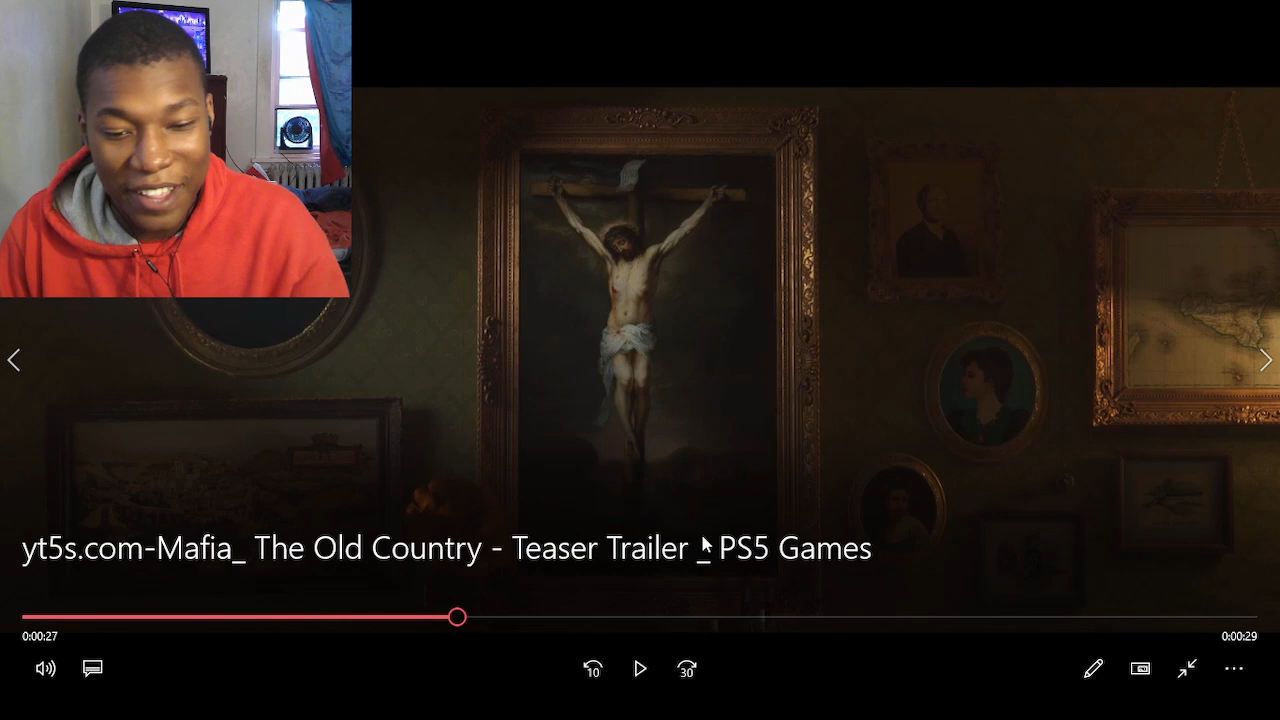 yt5s.com-Mafia_ The Old Country - Teaser Trailer _ PS5 Games
0:00:27
0:00:29
10
30